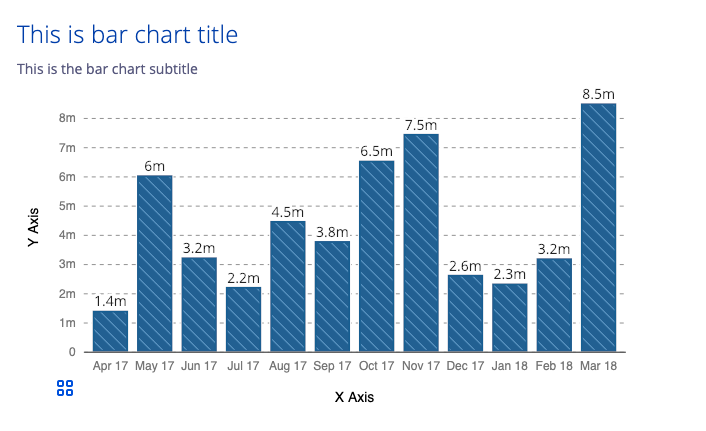 This is bar chart title
This is the bar chart subtitle
8.5m
8m
7.5m
7m
6.5m
6m
6m
5m
4.5m
4m
3.8m
3.2m
3.2m
3m
2.6m
2.3m
2.2m
2m
1.4m
1m
0
Y Axis
Apr 17 May 17 Jun 17 Jul 17 Aug 17 Sep 17 Oct 17 Nov 17 Dec 17 Jan 18 Feb 18 Mar 18
X Axis